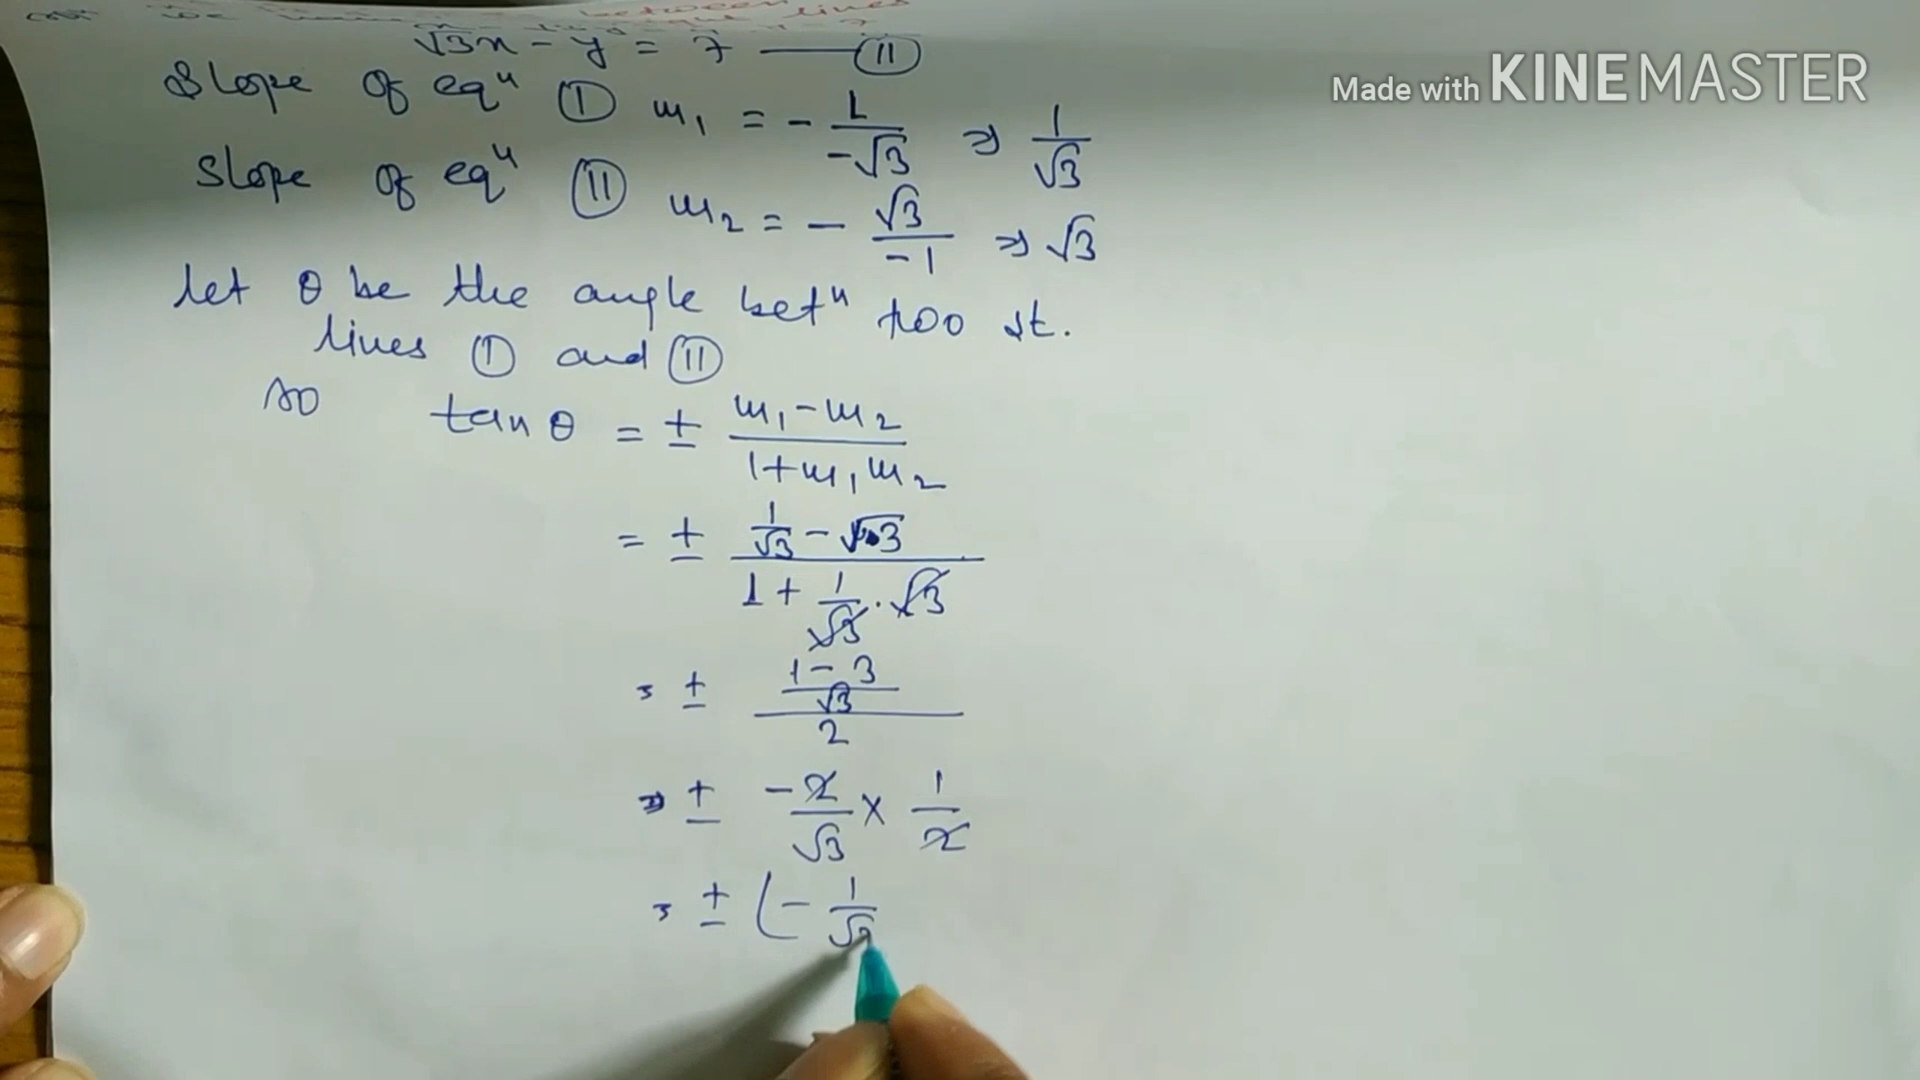 between lines
√3x - y = 7 —— (II)
Made with KINEMASTER
Slope of eqⁿ (I) m₁ = - 1/-√3 ⇒ 1/√3
Slope of eqⁿ (II) m₂ = - √3/-1 ⇒ √3
let θ be the angle betⁿ two st.
lines (I) and (II)
so tan θ = ± m₁-m₂/1+m₁m₂
= ± 1/√3 - √3/1 + 1/√3 . √3
= ± 1-3/√3/2
⇒ ± -2/√3 × 1/2
= ± (- 1/√3